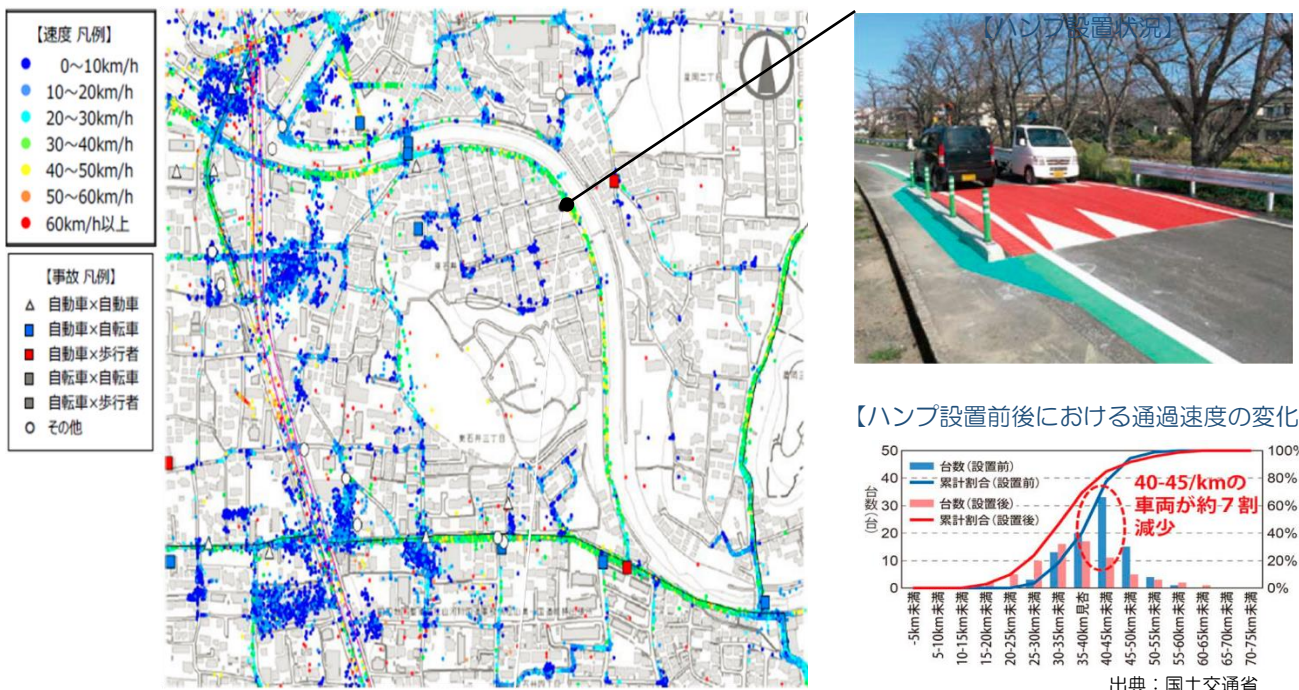 【速度 凡例】
0～10km/h
10～20km/h
20～30km/h
30～40km/h
40～50km/h
50～60km/h
60km/h以上
【事故 凡例】
自動車×自動車
自動車×自転車
自動車×歩行者
自転車×自転車
自転車×歩行者
その他
【ハンプ設置状況】
【ハンプ設置前後における通過速度の変化
台数(設置前)
累計割合(設置前)
台数(設置後)
累計割合(設置後)
40-45/kmの
車両が約7割
減少
台数(台)
50
40
30
20
10
0
100%
80%
60%
40%
20%
0%
-5km未満
5-10km未満
10-15km未満
15-20km未満
20-25km未満
25-30km未満
30-35km未満
35-40km見杏
40-45km未満
45-50km未満
50-55km未満
55-60km未満
60-65km未満
65-70km未満
70-75km未満
出典：国土交通省